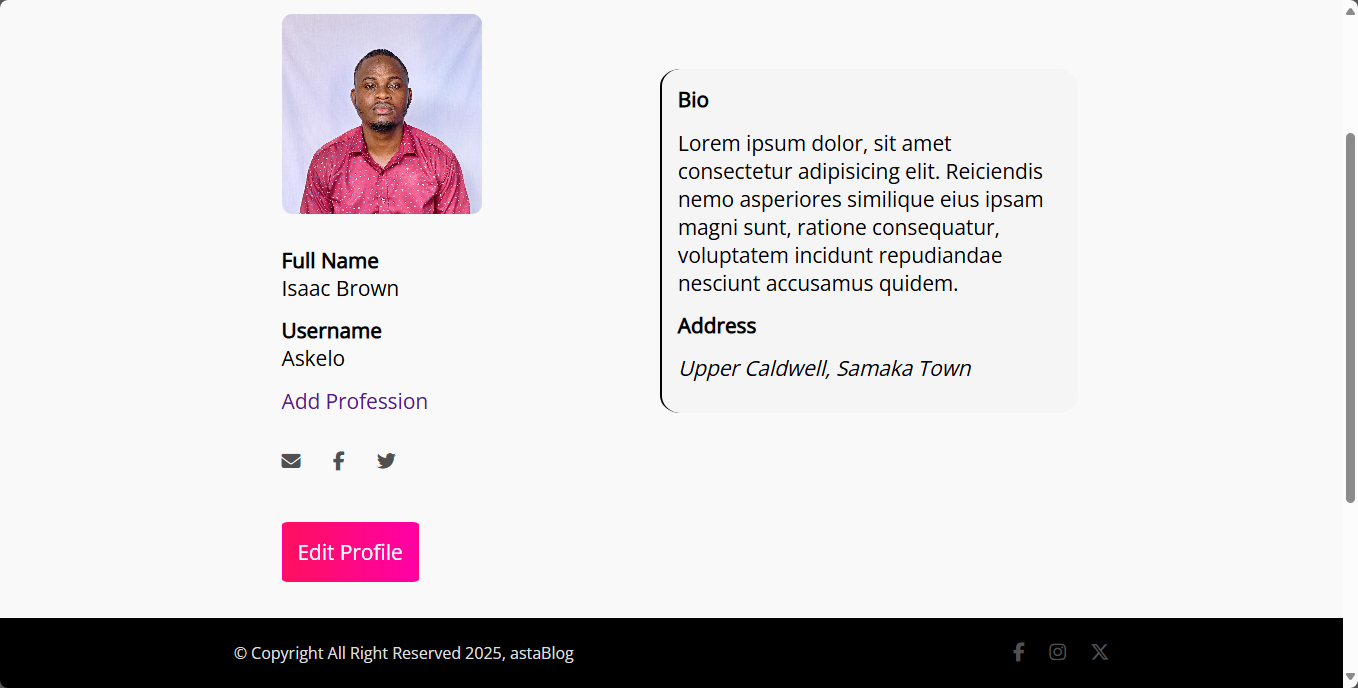 Full Name
Isaac Brown
Username
Askelo
Add Profession
Edit Profile
Bio
Lorem ipsum dolor, sit amet
consectetur adipisicing elit. Reiciendis
nemo asperiores similique eius ipsam
magni sunt, ratione consequatur,
voluptatem incidunt repudiandae
nesciunt accusamus quidem.
Address
Upper Caldwell, Samaka Town
© Copyright All Right Reserved 2025, astaBlog